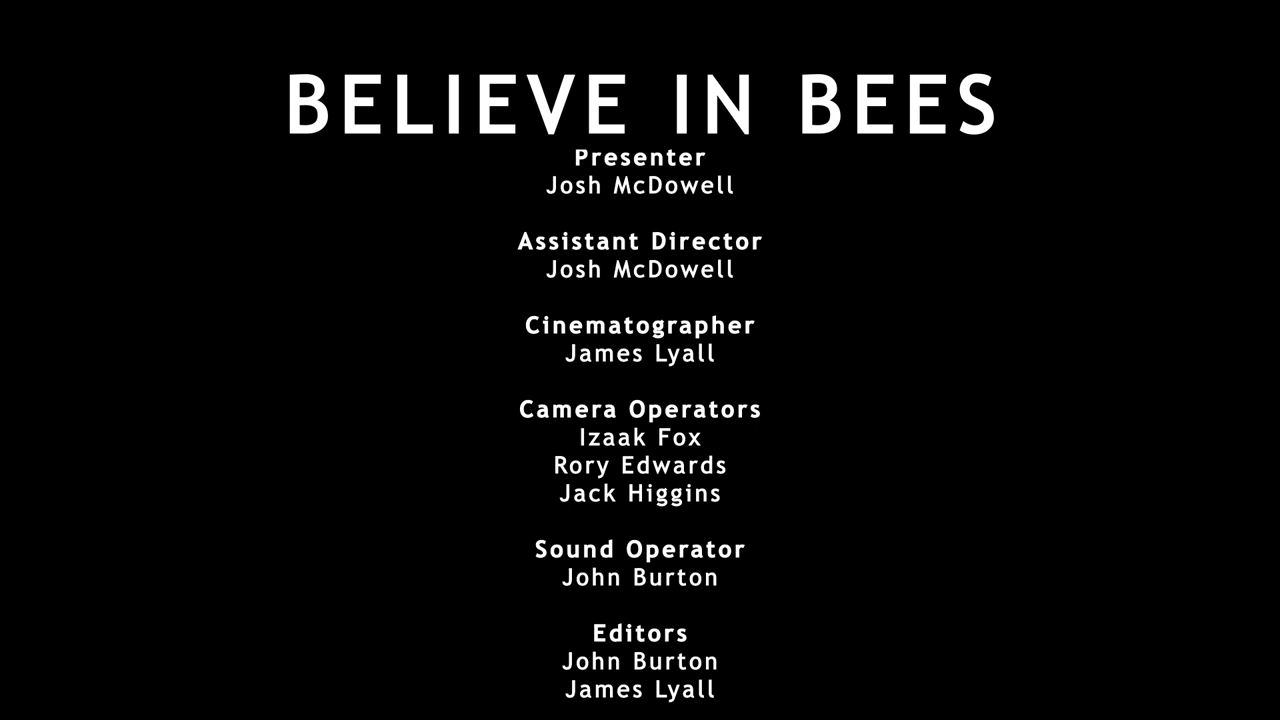 BELIEVE IN BEES
Presenter
Josh McDowell
Assistant Director
Josh McDowell
Cinematographer
James Lyall
Camera Operators
Izaak Fox
Rory Edwards
Jack Higgins
Sound Operator
John Burton
Editors
John Burton
James Lyall